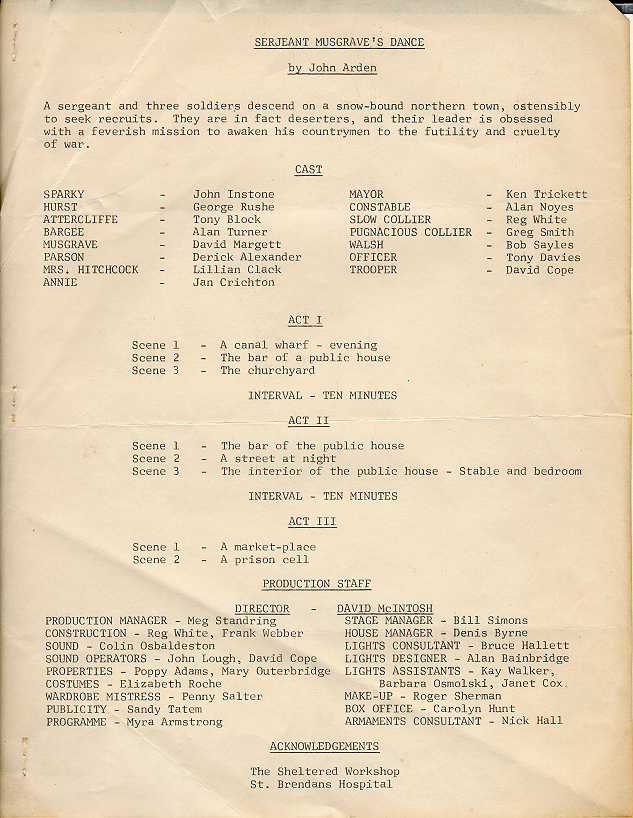 SERJEANT MUSGRAVE'S DANCE
by John Arden
A sergeant and three soldiers descend on a snow-bound northern town, ostensibly
to seek recruits. They are in fact deserters, and their leader is obsessed
with a feverish mission to awaken his countrymen to the futility and cruelty
of war.
CAST
SPARKY - John Instone MAYOR - Ken Trickett
HURST - George Rushe CONSTABLE - Alan Noyes
ATTERCLIFFE - Tony Block SLOW COLLIER - Reg White
BARGEE - Alan Turner PUGNACIOUS COLLIER - Greg Smith
MUSGRAVE - David Margett WALSH - Bob Sayles
PARSON - Derick Alexander OFFICER - Tony Davies
MRS. HITCHCOCK - Lillian Clack TROOPER - David Cope
ANNIE - Jan Crichton
ACT I
Scene 1 - A canal wharf - evening
Scene 2 - The bar of a public house
Scene 3 - The churchyard
INTERVAL - TEN MINUTES
ACT II
Scene 1 - The bar of the public house
Scene 2 - A street at night
Scene 3 - The interior of the public house - Stable and bedroom
INTERVAL - TEN MINUTES
ACT III
Scene 1 - A market-place
Scene 2 - A prison cell
PRODUCTION STAFF
DIRECTOR - DAVID McINTOSH
PRODUCTION MANAGER - Meg Standring STAGE MANAGER - Bill Simons
CONSTRUCTION - Reg White, Frank Webber HOUSE MANAGER - Denis Byrne
SOUND - Colin Osbaldeston LIGHTS CONSULTANT - Bruce Hallett
SOUND OPERATORS - John Lough, David Cope LIGHTS DESIGNER - Alan Bainbridge
PROPERTIES - Poppy Adams, Mary Outerbridge LIGHTS ASSISTANTS - Kay Walker,
COSTUMES - Elizabeth Roche Barbara Osmolski, Janet Cox.
WARDROBE MISTRESS - Penny Salter MAKE-UP - Roger Sherman
PUBLICITY - Sandy Tatem BOX OFFICE - Carolyn Hunt
PROGRAMME - Myra Armstrong ARMAMENTS CONSULTANT - Nick Hall
ACKNOWLEDGEMENTS
The Sheltered Workshop
St. Brendans Hospital